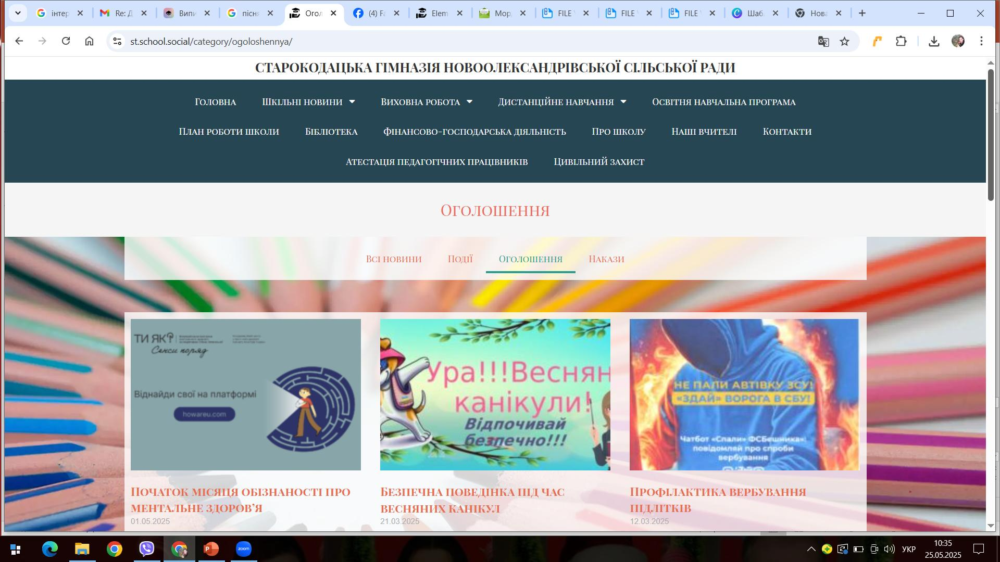 інтер
Re: Д
Випи
пісня
Огол
(4) Fa
Elem
Мор
FILE
FILE
FILE
Шаб
Нова
st.school.social/category/ogoloshennya/
СТАРОКОДАЦЬКА ГІМНАЗІЯ НОВООЛЕКСАНДРІВСЬКОЇ СІЛЬСЬКОЇ РАДИ
Головна Шкільні новини Виховна робота Дистанційне навчання Освітня навчальна програма
План роботи школи Бібліотека Фінансово-господарська діяльність Про школу Наші вчителі Контакти
Атестація педагогічних працівників Цивільний захист
Оголошення
Всі новини Події Оголошення Накази
ТИ ЯК?
Сенси поряд
Віднайди свої на платформі
howareu.com
Ура!!!Веснян
канікули!
Відпочивай
безпечно!!!
НЕ ПАЛИ АВТІВКУ ЗСУ!
«ЗДАЙ» ВОРОГА В СБУ!
Чатбот «Спали» ФСБешника»:
повідомляй про спроби
вербування
Початок місяця обізнаності про
ментальне здоров’я
01.05.2025
Безпечна поведінка під час
весняних канікул
21.03.2025
Профілактика вербування
підлітків
12.03.2025
zoom
УКР
10:35
25.05.2025